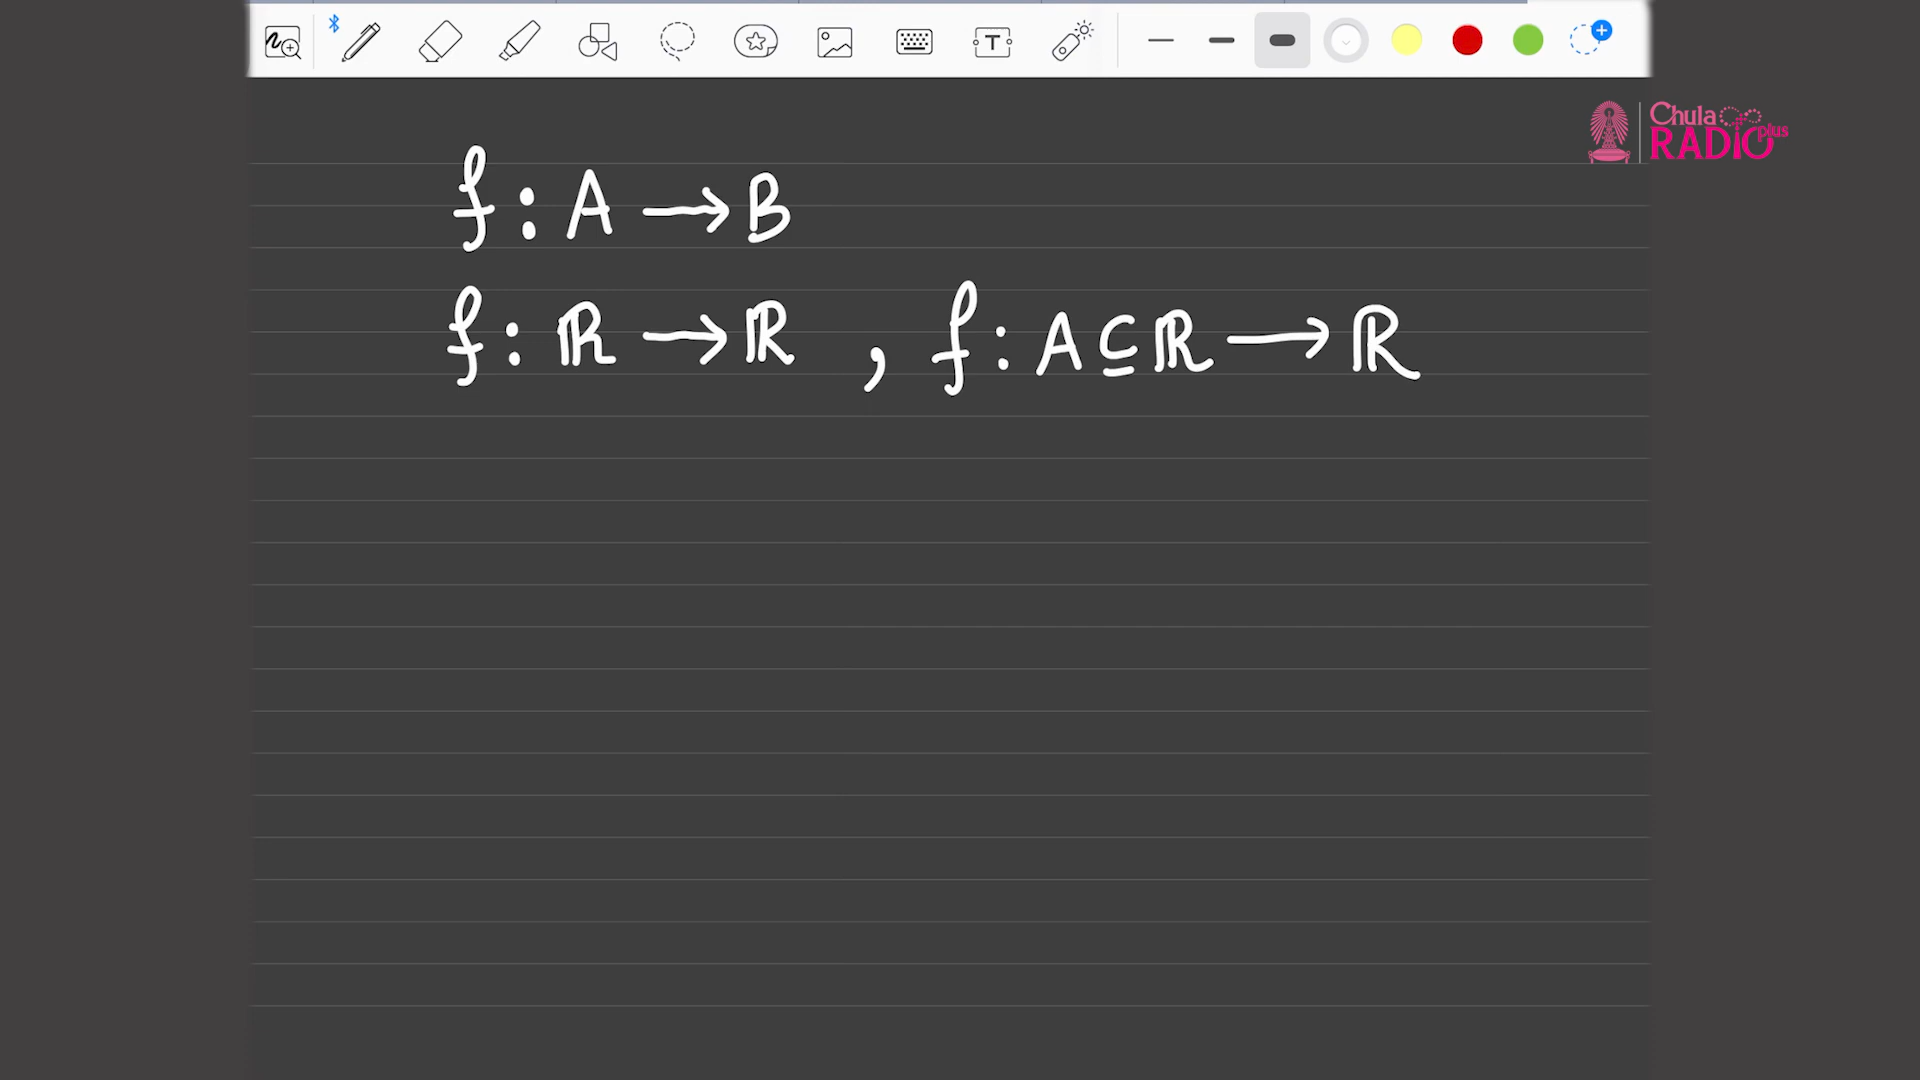 Chula
RADIO plus
f : A → B
f : ℝ → ℝ , f : A ⊆ ℝ → ℝ